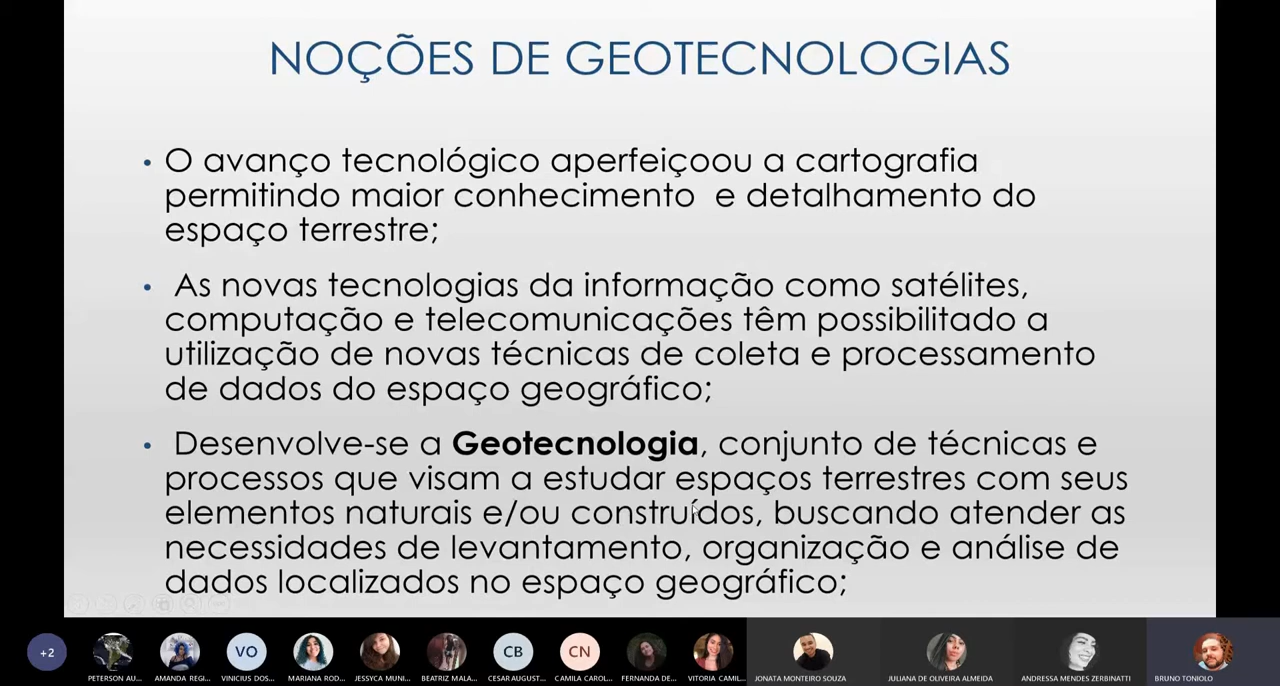 NOÇÕES DE GEOTECNOLOGIAS
• O avanço tecnológico aperfeiçoou a cartografia
permitindo maior conhecimento e detalhamento do
espaço terrestre;
• As novas tecnologias da informação como satélites,
computação e telecomunicações têm possibilitado a
utilização de novas técnicas de coleta e processamento
de dados do espaço geográfico;
• Desenvolve-se a Geotecnologia, conjunto de técnicas e
processos que visam a estudar espaços terrestres com seus
elementos naturais e/ou construídos, buscando atender as
necessidades de levantamento, organização e análise de
dados localizados no espaço geográfico;
+2 VO CB CN
PETERSON AU... AMANDA REGI... VINICIUS DOS... MARIANA ROD... JESSYCA MUNI... BEATRIZ MALA... CESAR AUGUST... CAMILA CAROL... FERNANDA DE... VITORIA CAMIL... JONATA MONTEIRO SOUZA JULIANA DE OLIVEIRA ALMEIDA ANDRESSA MENDES ZERBINATTI BRUNO TONIOLO